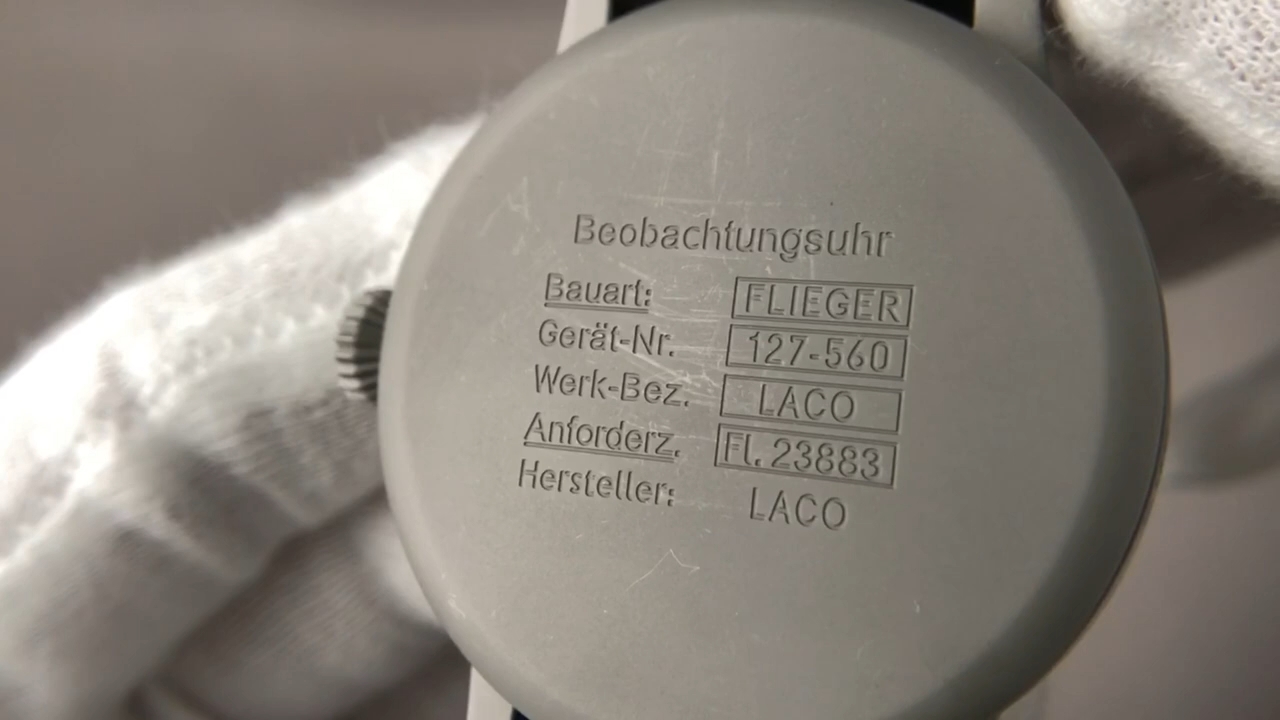 Beobachtungsuhr
Bauart: FLIEGER
Gerät-Nr. 127-560
Werk-Bez. LACO
Anforderz. Fl. 23883
Hersteller: LACO